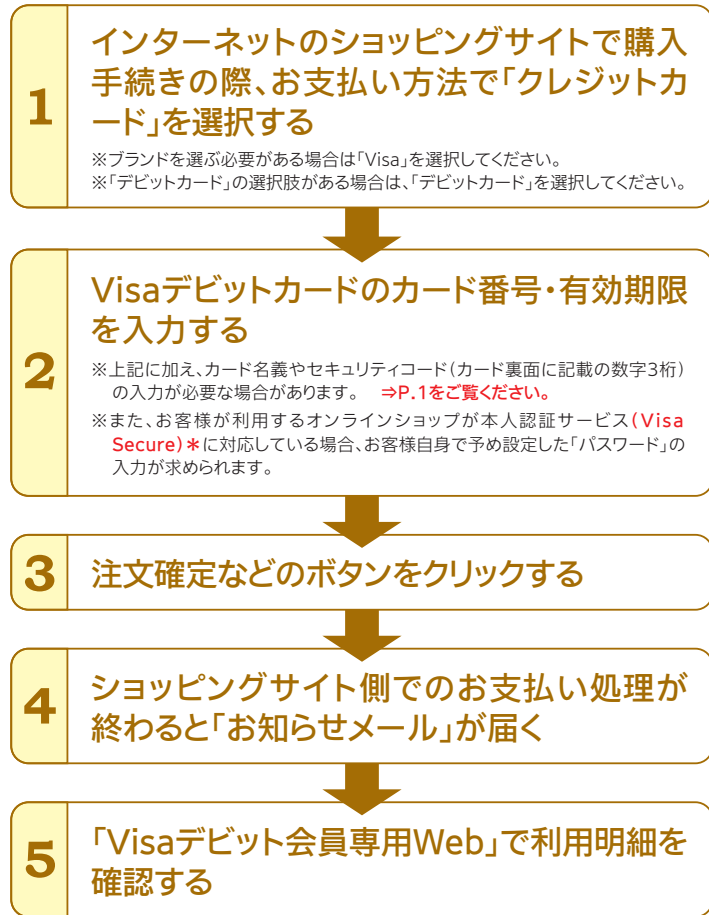 1
インターネットのショッピングサイトで購入
手続きの際、お支払い方法で「クレジットカ
ード」を選択する
※ブランドを選ぶ必要がある場合は「Visa」を選択してください。
※「デビットカード」の選択肢がある場合は、「デビットカード」を選択してください。
2
Visaデビットカードのカード番号・有効期限
を入力する
※上記に加え、カード名義やセキュリティコード(カード裏面に記載の数字3桁)
の入力が必要な場合があります。 ⇒P.1をご覧ください。
※また、お客様が利用するオンラインショップが本人認証サービス(Visa
Secure)＊に対応している場合、お客様自身で予め設定した「パスワード」の
入力が求められます。
3
注文確定などのボタンをクリックする
4
ショッピングサイト側でのお支払い処理が
終わると「お知らせメール」が届く
5
「Visaデビット会員専用Web」で利用明細を
確認する